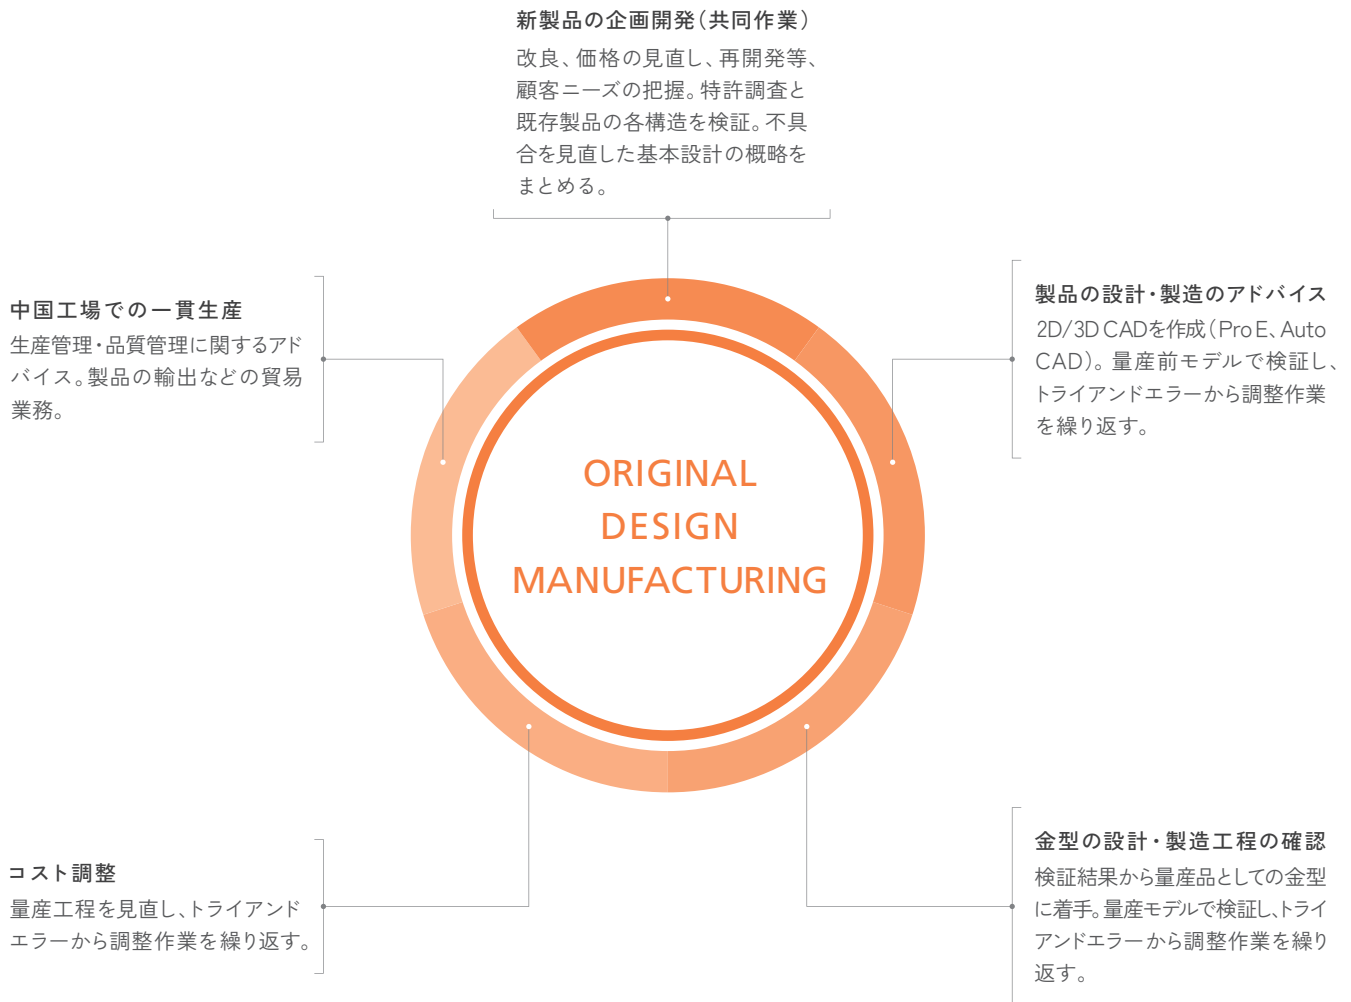 新製品の企画開発（共同作業）
改良、価格の見直し、再開発等、
顧客ニーズの把握。特許調査と
既存製品の各構造を検証。不具
合を見直した基本設計の概略を
まとめる。
製品の設計・製造のアドバイス
2D/3D CADを作成（Pro E、Auto
CAD）。量産前モデルで検証し、
トライアンドエラーから調整作業
を繰り返す。
金型の設計・製造工程の確認
検証結果から量産品としての金型
に着手。量産モデルで検証し、トライ
アンドエラーから調整作業を繰り
返す。
コスト調整
量産工程を見直し、トライアンド
エラーから調整作業を繰り返す。
中国工場での一貫生産
生産管理・品質管理に関するアド
バイス。製品の輸出などの貿易
業務。
ORIGINAL
DESIGN
MANUFACTURING